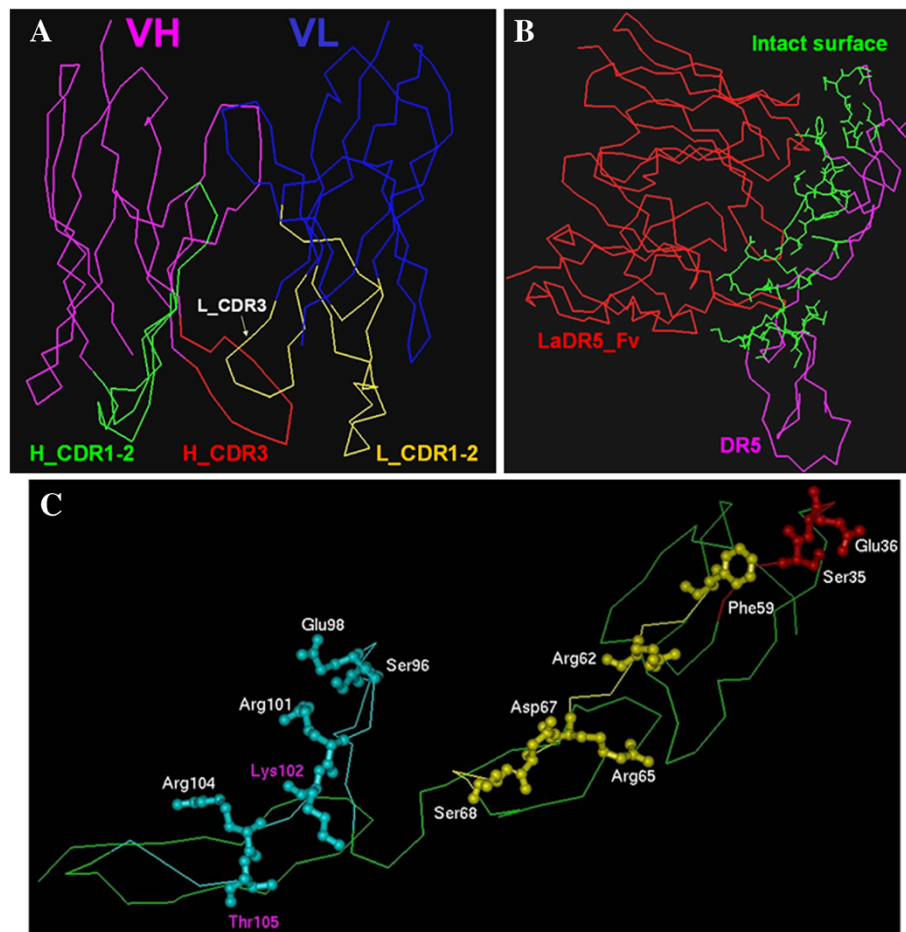 A
VH
VL
L_CDR3
H_CDR1-2
H_CDR3
L_CDR1-2
B
Intact surface
LaDR5_Fv
DR5
C
Glu36
Ser35
Phe59
Glu98
Ser96
Arg62
Arg101
Asp67
Lys102
Arg65
Arg104
Ser68
Thr105